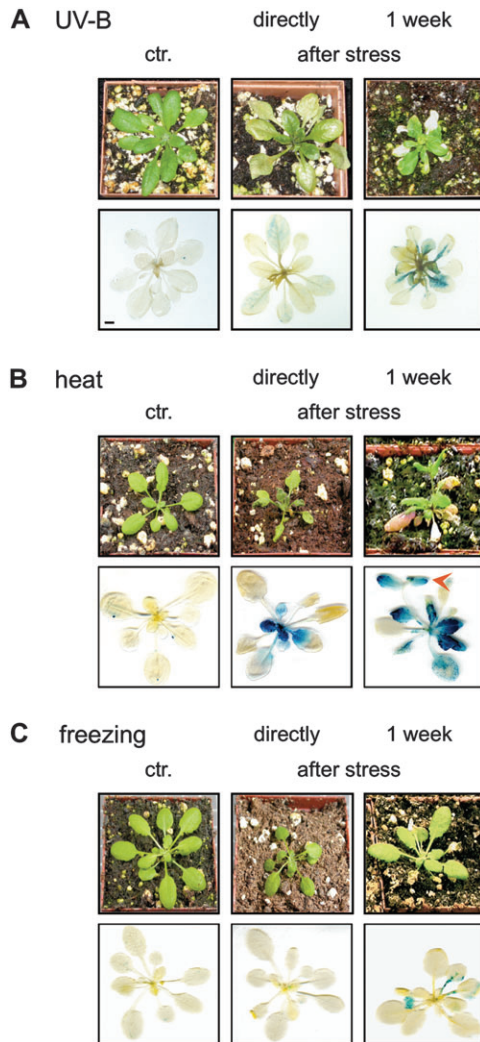 A UV-B directly 1 week
ctr. after stress
B heat directly 1 week
ctr. after stress
C freezing directly 1 week
ctr. after stress